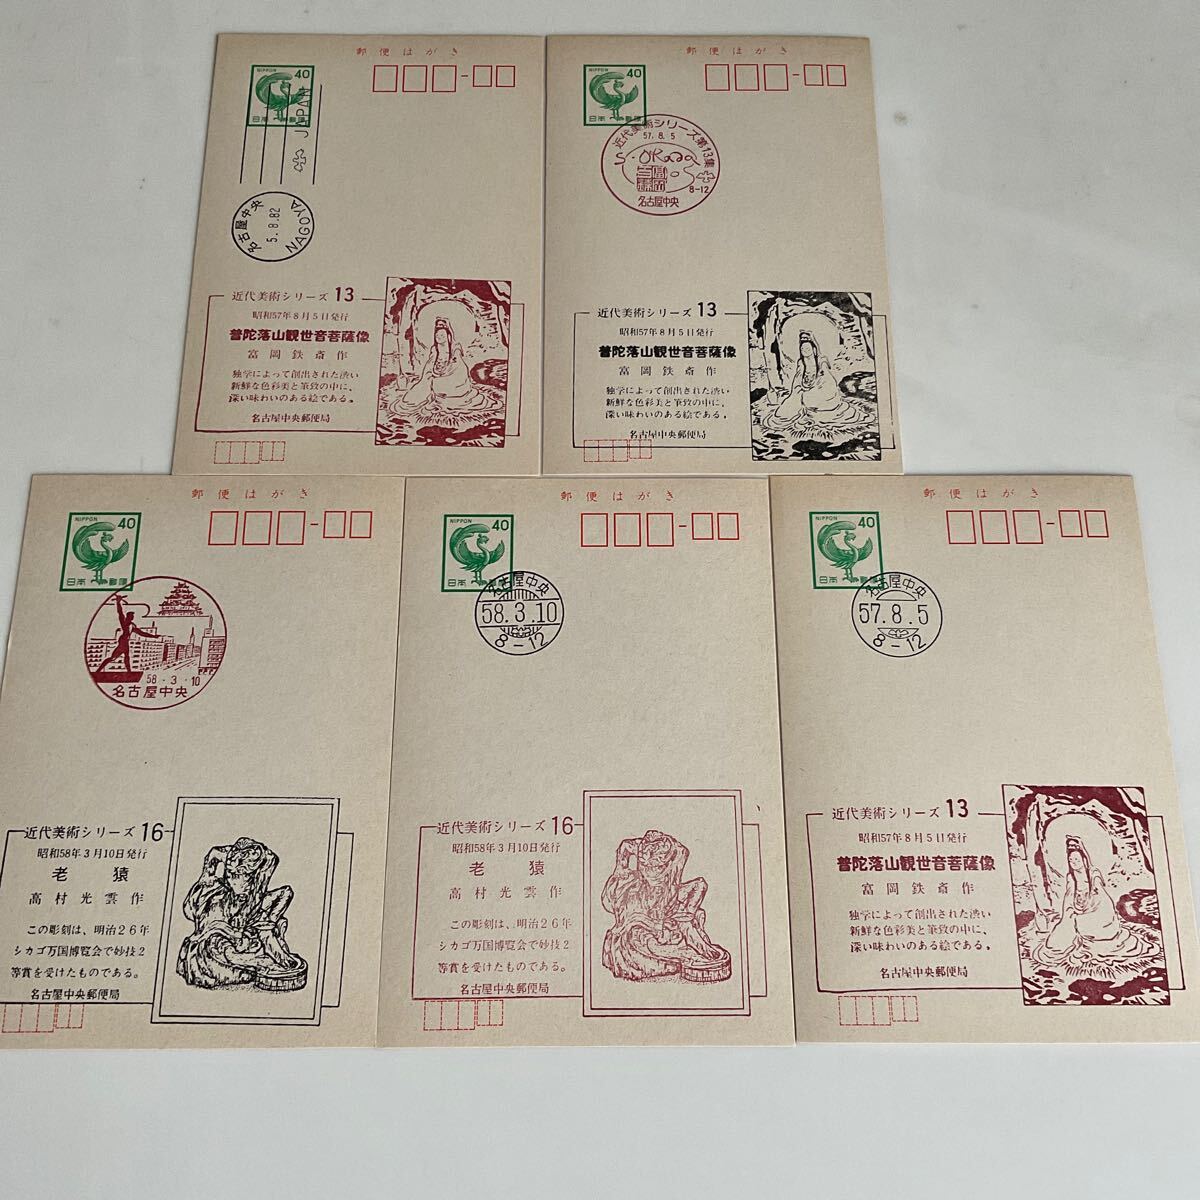 郵便はがき
NIPPON 40
日本郵便
JAPAN
名古屋中央
5.8.82
NAGOYA
近代美術シリーズ 13
昭和57年8月5日発行
普陀落山観世音菩薩像
富岡鉄斎作
独学によって創出された渋い
新鮮な色彩美と筆致の中に、
深い味わいのある絵である。
名古屋中央郵便局
郵便はがき
NIPPON 40
日本郵便
近代美術シリーズ第13集
57.8.5
S.OKada
8-12
名古屋中央
近代美術シリーズ 13
昭和57年8月5日発行
普陀落山観世音菩薩像
富岡鉄斎作
独学によって創出された渋い
新鮮な色彩美と筆致の中に、
深い味わいのある絵である。
名古屋中央郵便局
郵便はがき
NIPPON 40
日本郵便
58・3・10
名古屋中央
近代美術シリーズ 16
昭和58年3月10日発行
老猿
高村光雲作
この彫刻は、明治26年
シカゴ万国博覧会で妙技2
等賞を受けたものである。
名古屋中央郵便局
郵便はがき
NIPPON 40
日本郵便
名古屋中央
58.3.10
8-12
近代美術シリーズ 16
昭和58年3月10日発行
老猿
高村光雲作
この彫刻は、明治26年
シカゴ万国博覧会で妙技2
等賞を受けたものである。
名古屋中央郵便局
郵便はがき
NIPPON 40
日本郵便
名古屋中央
57.8.5
8-12
近代美術シリーズ 13
昭和57年8月5日発行
普陀落山観世音菩薩像
富岡鉄斎作
独学によって創出された渋い
新鮮な色彩美と筆致の中に、
深い味わいのある絵である。
名古屋中央郵便局